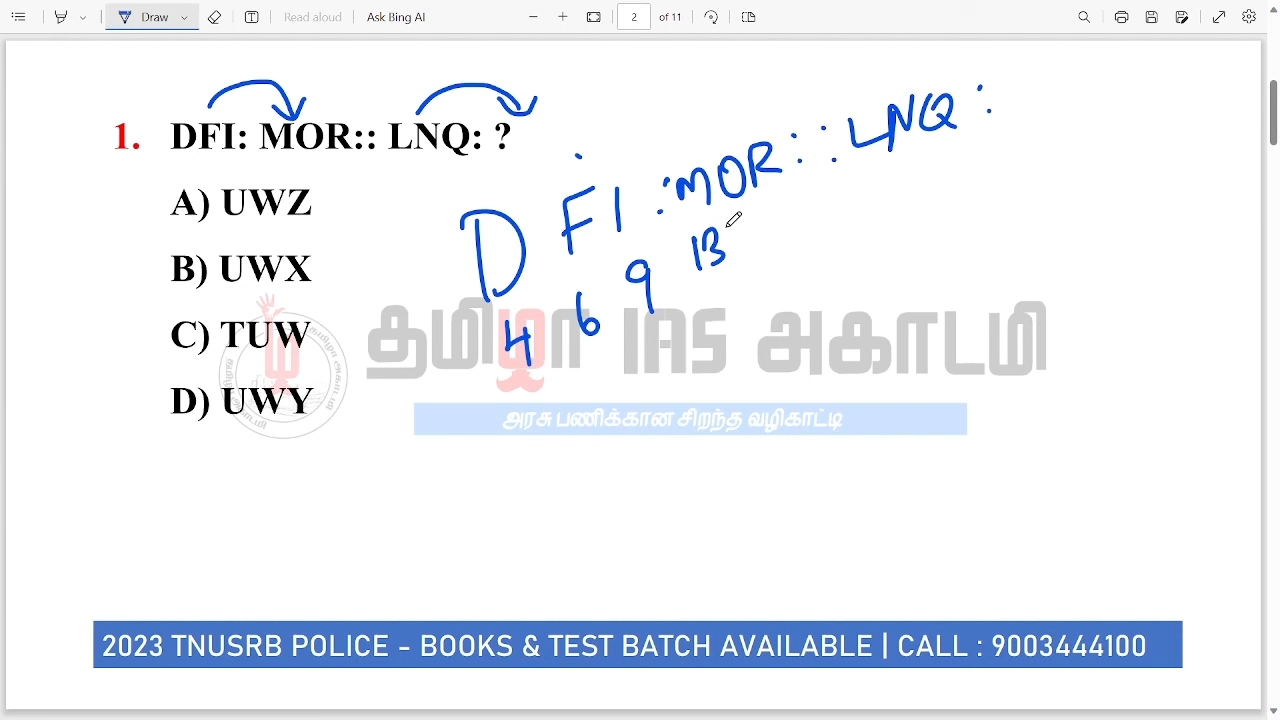 Draw
Read aloud
Ask Bing AI
2
of 11
1. DFI: MOR:: LNQ: ?
A) UWZ
B) UWX
C) TUW
D) UWY
D F I : MOR : : LNQ :
4 6 9 13
தமிழா IAS அகாடமி
அரசு பணிக்கான சிறந்த வழிகாட்டி
2023 TNUSRB POLICE - BOOKS & TEST BATCH AVAILABLE | CALL : 9003444100